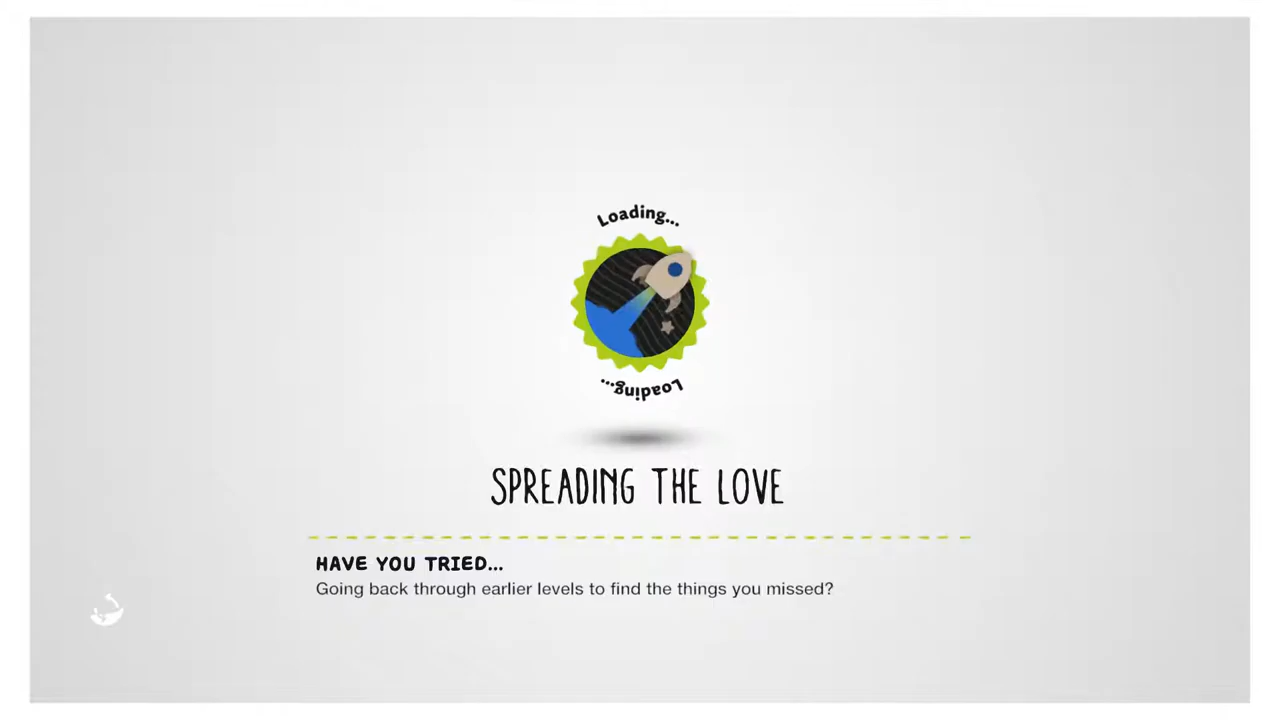 Loading...
Loading...
SPREADING THE LOVE
HAVE YOU TRIED...
Going back through earlier levels to find the things you missed?